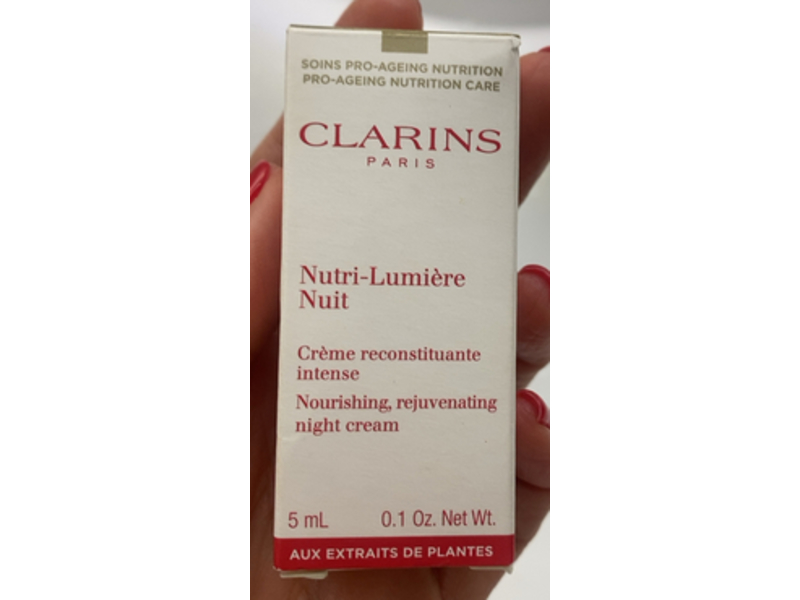 SOINS PRO-AGEING NUTRITION
PRO-AGEING NUTRITION CARE
CLARINS
PARIS
Nutri-Lumière
Nuit
Crème reconstituante
intense
Nourishing, rejuvenating
night cream
5 mL 0.1 Oz. Net Wt.
AUX EXTRAITS DE PLANTES